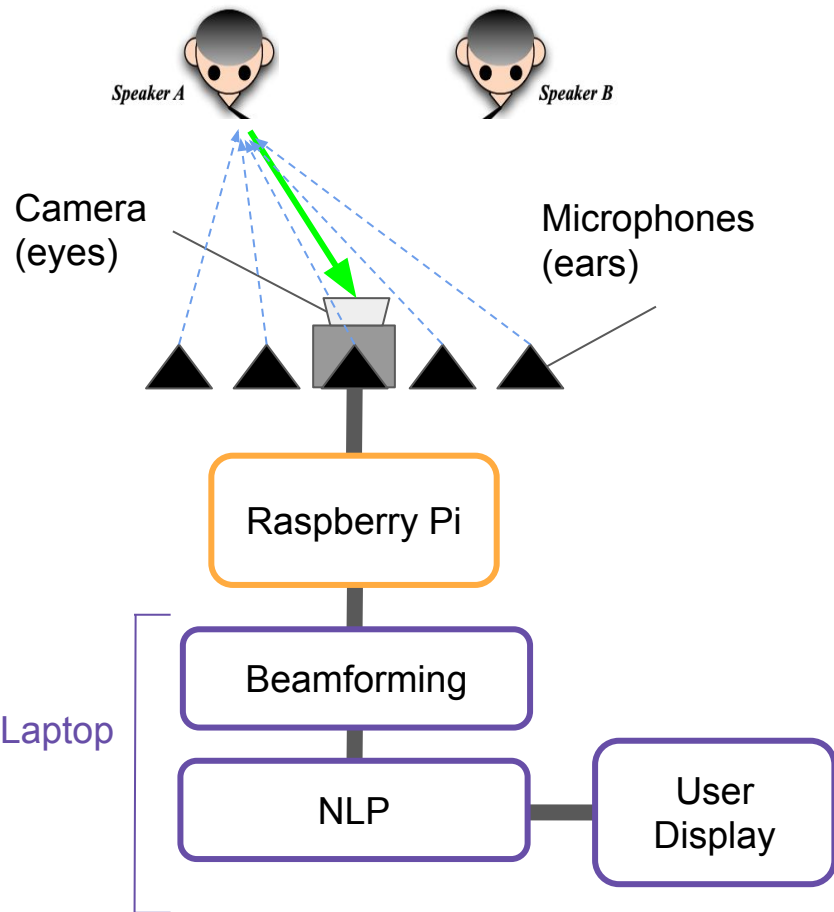 Speaker A
Speaker B
Camera
(eyes)
Microphones
(ears)
Raspberry Pi
Beamforming
Laptop
NLP
User
Display